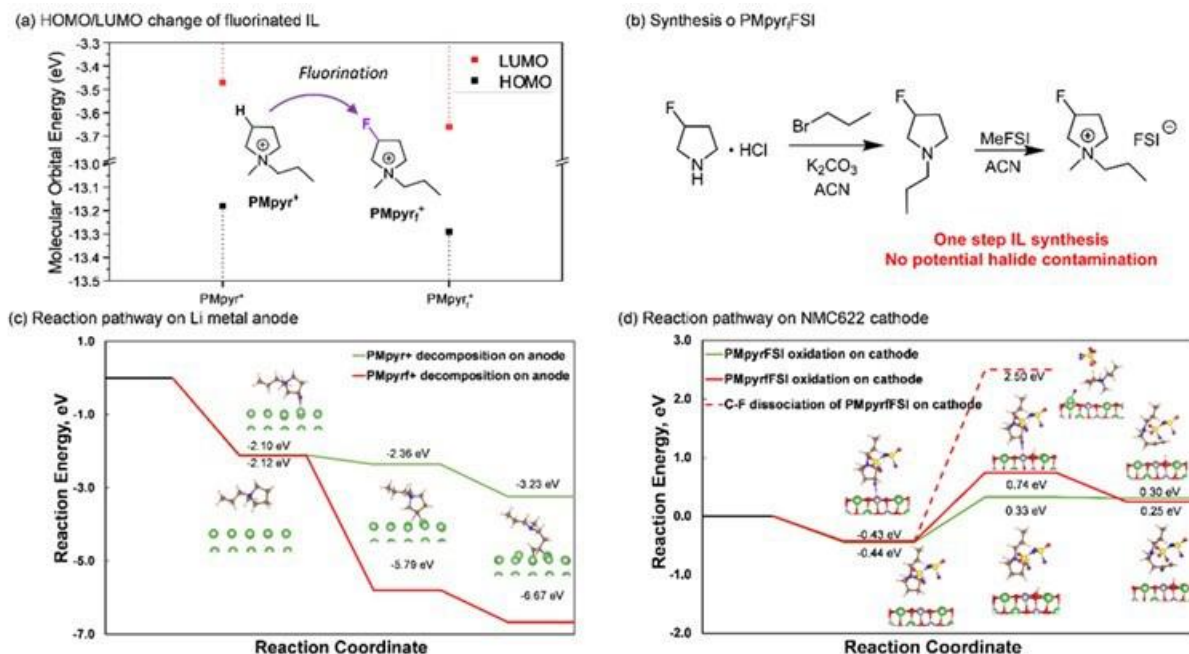 (a) HOMO/LUMO change of fluorinated IL
Molecular Orbital Energy (eV)
-3.3
-3.4
-3.5
-3.6
-3.7
-13.0
-13.1
-13.2
-13.3
-13.4
-13.5
LUMO
HOMO
Fluorination
H
F
N
N
PMpyr+
PMpyrf+
PMpyr+
PMpyrf+
(b) Synthesis o PMpyrfFSI
F
N
H
• HCl
Br
K2CO3
ACN
F
N
MeFSI
ACN
F
N
FSI
One step IL synthesis
No potential halide contamination
(c) Reaction pathway on Li metal anode
Reaction Energy, eV
1.0
-1.0
-3.0
-5.0
-7.0
PMpyr+ decomposition on anode
PMpyrf+ decomposition on anode
-2.10 eV
-2.12 eV
-2.36 eV
-3.23 eV
-5.79 eV
-6.67 eV
Reaction Coordinate
(d) Reaction pathway on NMC622 cathode
Reaction Energy, eV
3.0
2.0
1.0
0.0
-1.0
-2.0
PMpyrFSI oxidation on cathode
PMpyrfFSI oxidation on cathode
C-F dissociation of PMpyrfFSI on cathode
2.50 eV
-0.43 eV
-0.44 eV
0.74 eV
0.33 eV
0.30 eV
0.25 eV
Reaction Coordinate